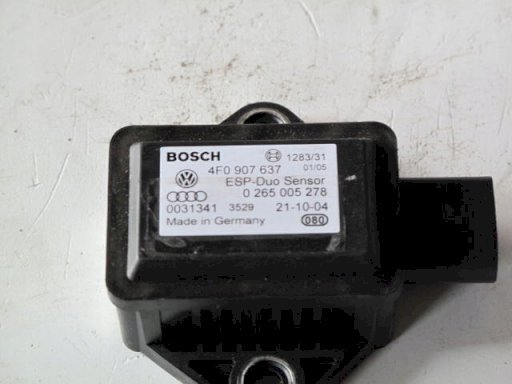 BOSCH 1283/31
4F0 907 637 01/05
ESP-Duo Sensor
0 265 005 278
0031341 3529 21-10-04
Made in Germany 080